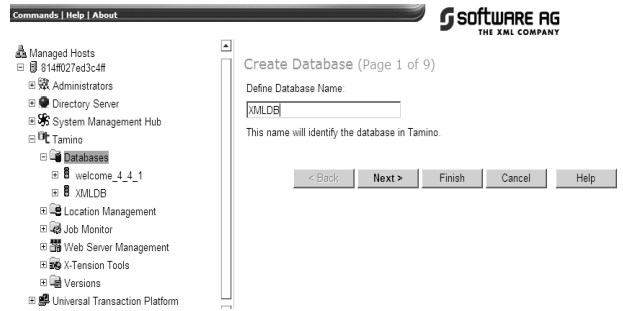 Commands | Help | About
software AG
THE XML COMPANY
Managed Hosts
814ff027ed3c4ff
Administrators
Directory Server
System Management Hub
Tamino
Databases
welcome_4_4_1
XMLDB
Location Management
Job Monitor
Web Server Management
X-Tension Tools
Versions
Universal Transaction Platform
Create Database (Page 1 of 9)
Define Database Name:
XMLDB
This name will identify the database in Tamino.
< Back
Next >
Finish
Cancel
Help